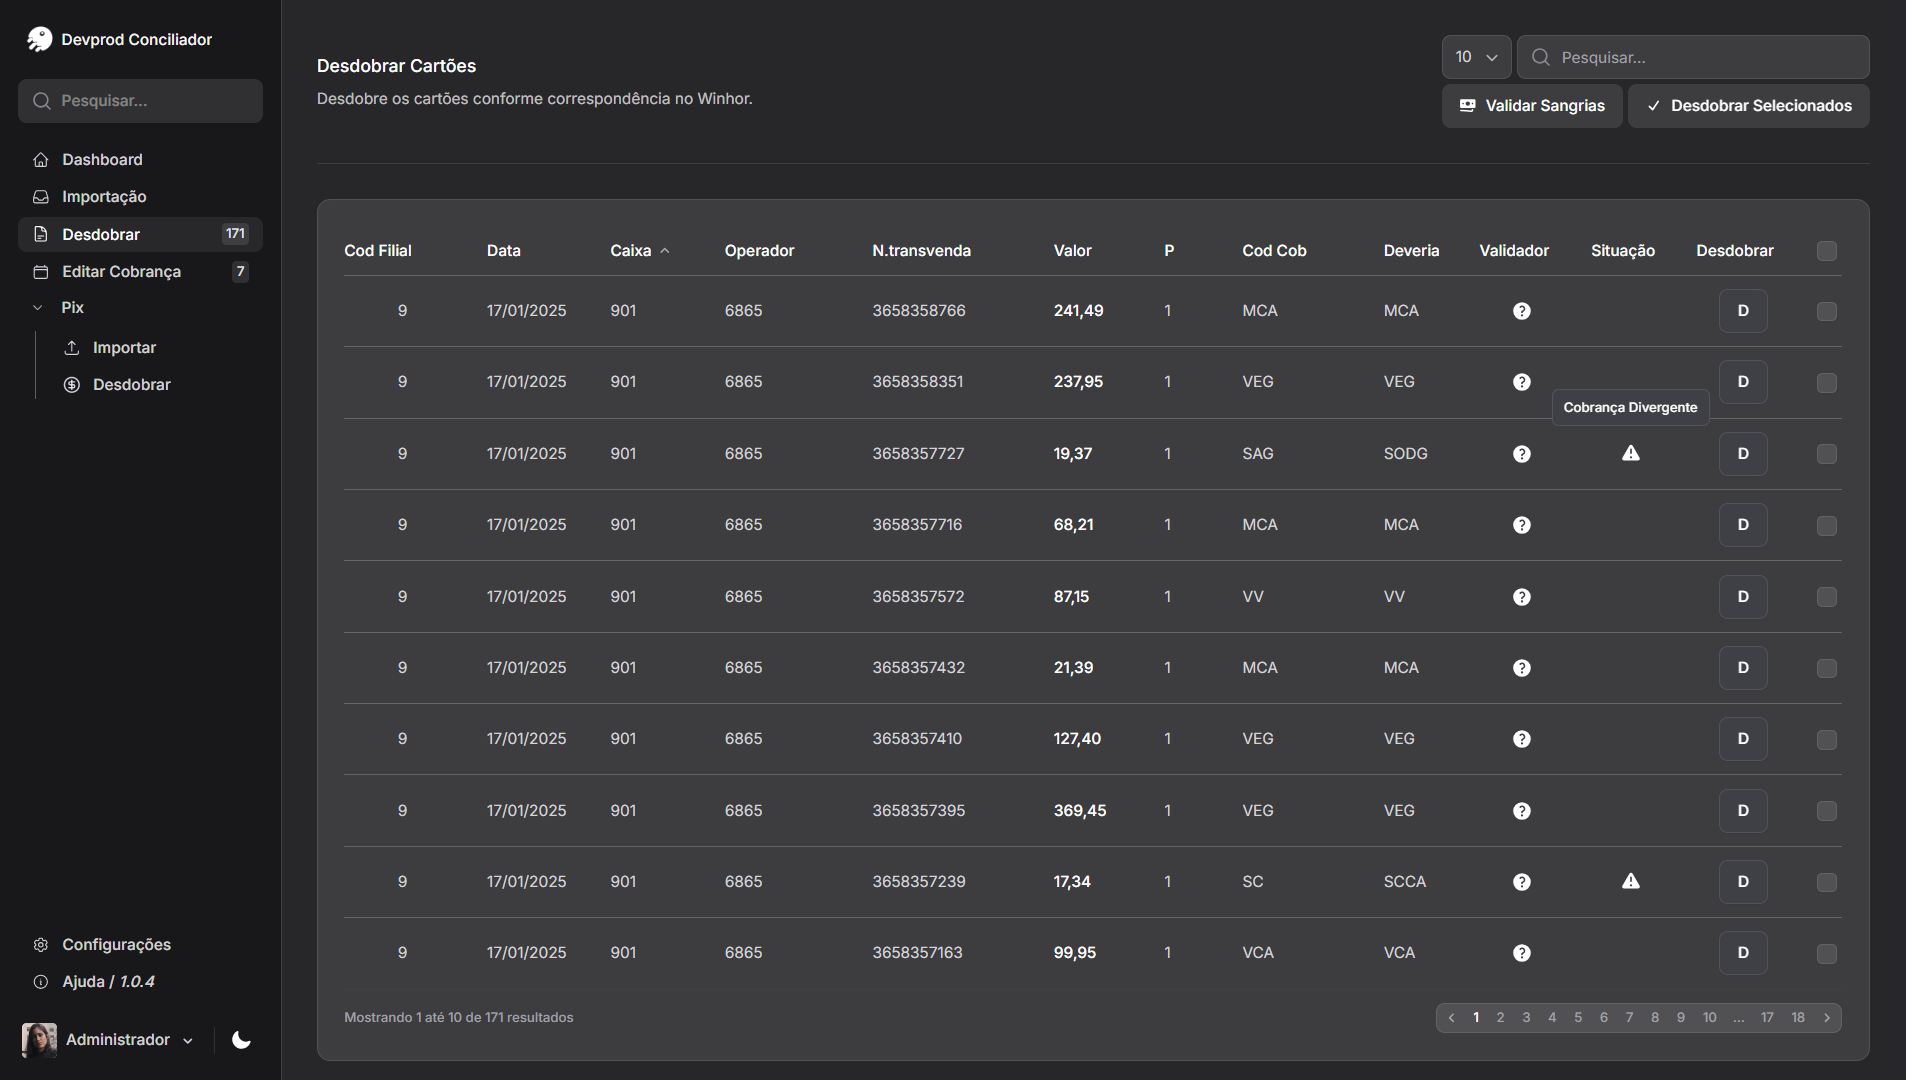 Devprod Conciliador
Pesquisar...
Dashboard
Importação
Desdobrar 171
Editar Cobrança 7
Pix
Importar
Desdobrar
Configurações
Ajuda / 1.0.4
Administrador
Desdobrar Cartões
Desdobre os cartões conforme correspondência no Winhor.
10 Pesquisar...
Validar Sangrias Desdobrar Selecionados
Cod Filial Data Caixa Operador N.transvenda Valor P Cod Cob Deveria Validador Situação Desdobrar
9 17/01/2025 901 6865 3658358766 241,49 1 MCA MCA ? D
9 17/01/2025 901 6865 3658358351 237,95 1 VEG VEG ? D
Cobrança Divergente
9 17/01/2025 901 6865 3658357727 19,37 1 SAG SODG ? D
9 17/01/2025 901 6865 3658357716 68,21 1 MCA MCA ? D
9 17/01/2025 901 6865 3658357572 87,15 1 VV VV ? D
9 17/01/2025 901 6865 3658357432 21,39 1 MCA MCA ? D
9 17/01/2025 901 6865 3658357410 127,40 1 VEG VEG ? D
9 17/01/2025 901 6865 3658357395 369,45 1 VEG VEG ? D
9 17/01/2025 901 6865 3658357239 17,34 1 SC SCCA ? D
9 17/01/2025 901 6865 3658357163 99,95 1 VCA VCA ? D
Mostrando 1 até 10 de 171 resultados
1 2 3 4 5 6 7 8 9 10 ... 17 18